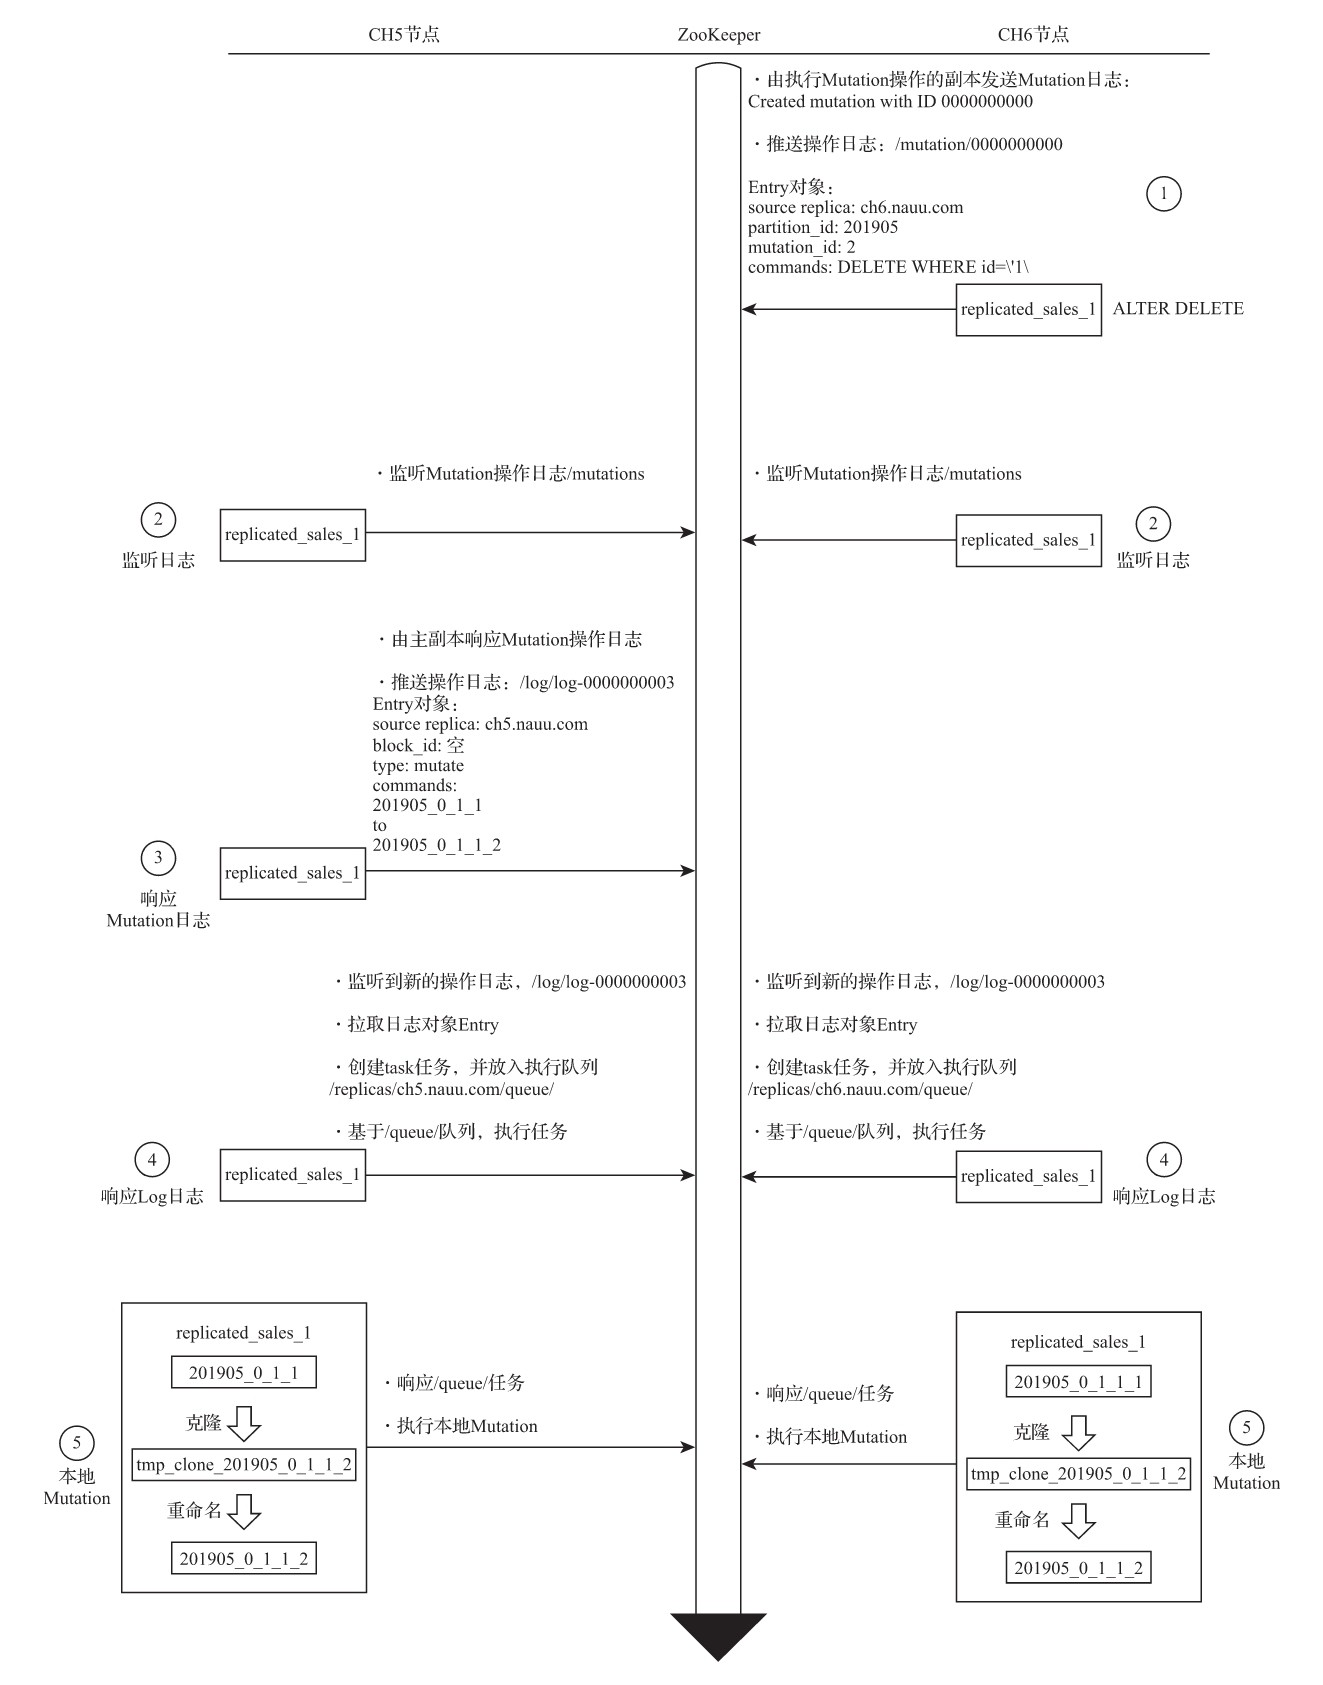 CH5节点
ZooKeeper
CH6节点
· 由执行Mutation操作的副本发送Mutation日志：
Created mutation with ID 0000000000
· 推送操作日志：/mutation/0000000000
Entry对象：
source replica: ch6.nauu.com
partition_id: 201905
mutation_id: 2
commands: DELETE WHERE id=\'1\
1
replicated_sales_1
ALTER DELETE
· 监听Mutation操作日志/mutations
2
replicated_sales_1
监听日志
· 监听Mutation操作日志/mutations
replicated_sales_1
2
监听日志
· 由主副本响应Mutation操作日志
· 推送操作日志：/log/log-0000000003
Entry对象：
source replica: ch5.nauu.com
block_id: 空
type: mutate
commands:
201905_0_1_1
to
201905_0_1_1_2
3
replicated_sales_1
响应
Mutation日志
· 监听到新的操作日志，/log/log-0000000003
· 拉取日志对象Entry
· 创建task任务，并放入执行队列
/replicas/ch5.nauu.com/queue/
· 基于/queue/队列，执行任务
4
replicated_sales_1
响应Log日志
· 监听到新的操作日志，/log/log-0000000003
· 拉取日志对象Entry
· 创建task任务，并放入执行队列
/replicas/ch6.nauu.com/queue/
· 基于/queue/队列，执行任务
replicated_sales_1
4
响应Log日志
replicated_sales_1
201905_0_1_1
克隆
tmp_clone_201905_0_1_1_2
重命名
201905_0_1_1_2
5
本地
Mutation
· 响应/queue/任务
· 执行本地Mutation
· 响应/queue/任务
· 执行本地Mutation
replicated_sales_1
201905_0_1_1_1
克隆
tmp_clone_201905_0_1_1_2
重命名
201905_0_1_1_2
5
本地
Mutation